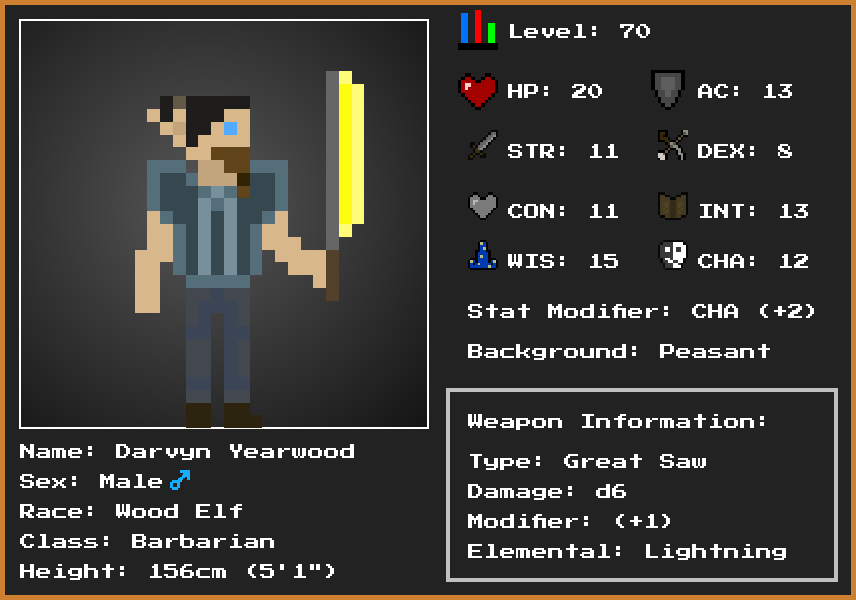 Level: 70
HP: 20 AC: 13
STR: 11 DEX: 8
CON: 11 INT: 13
WIS: 15 CHA: 12
Stat Modifier: CHA (+2)
Background: Peasant
Weapon Information:
Type: Great Saw
Damage: d6
Modifier: (+1)
Elemental: Lightning
Name: Darvyn Yearwood
Sex: Male♂
Race: Wood Elf
Class: Barbarian
Height: 156cm (5'1")